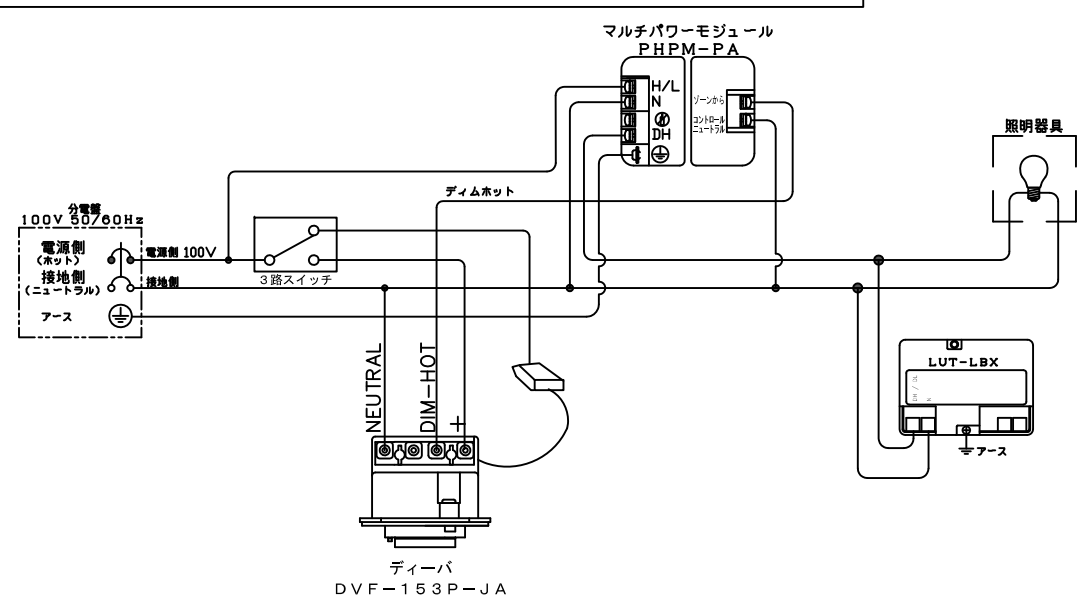 マルチパワーモジュール
PHPM-PA
H/L
N
DH
ゾーンから
コントロール
ニュートラル
照明器具
ディムホット
分電盤
100V 50/60Hz
電源側
(ホット)
接地側
(ニュートラル)
アース
電源側 100V
接地側
3路スイッチ
NEUTRAL
DIM-HOT
+
LUT-LBX
DH / DL
N
アース
ディーバ
DVF-153P-JA